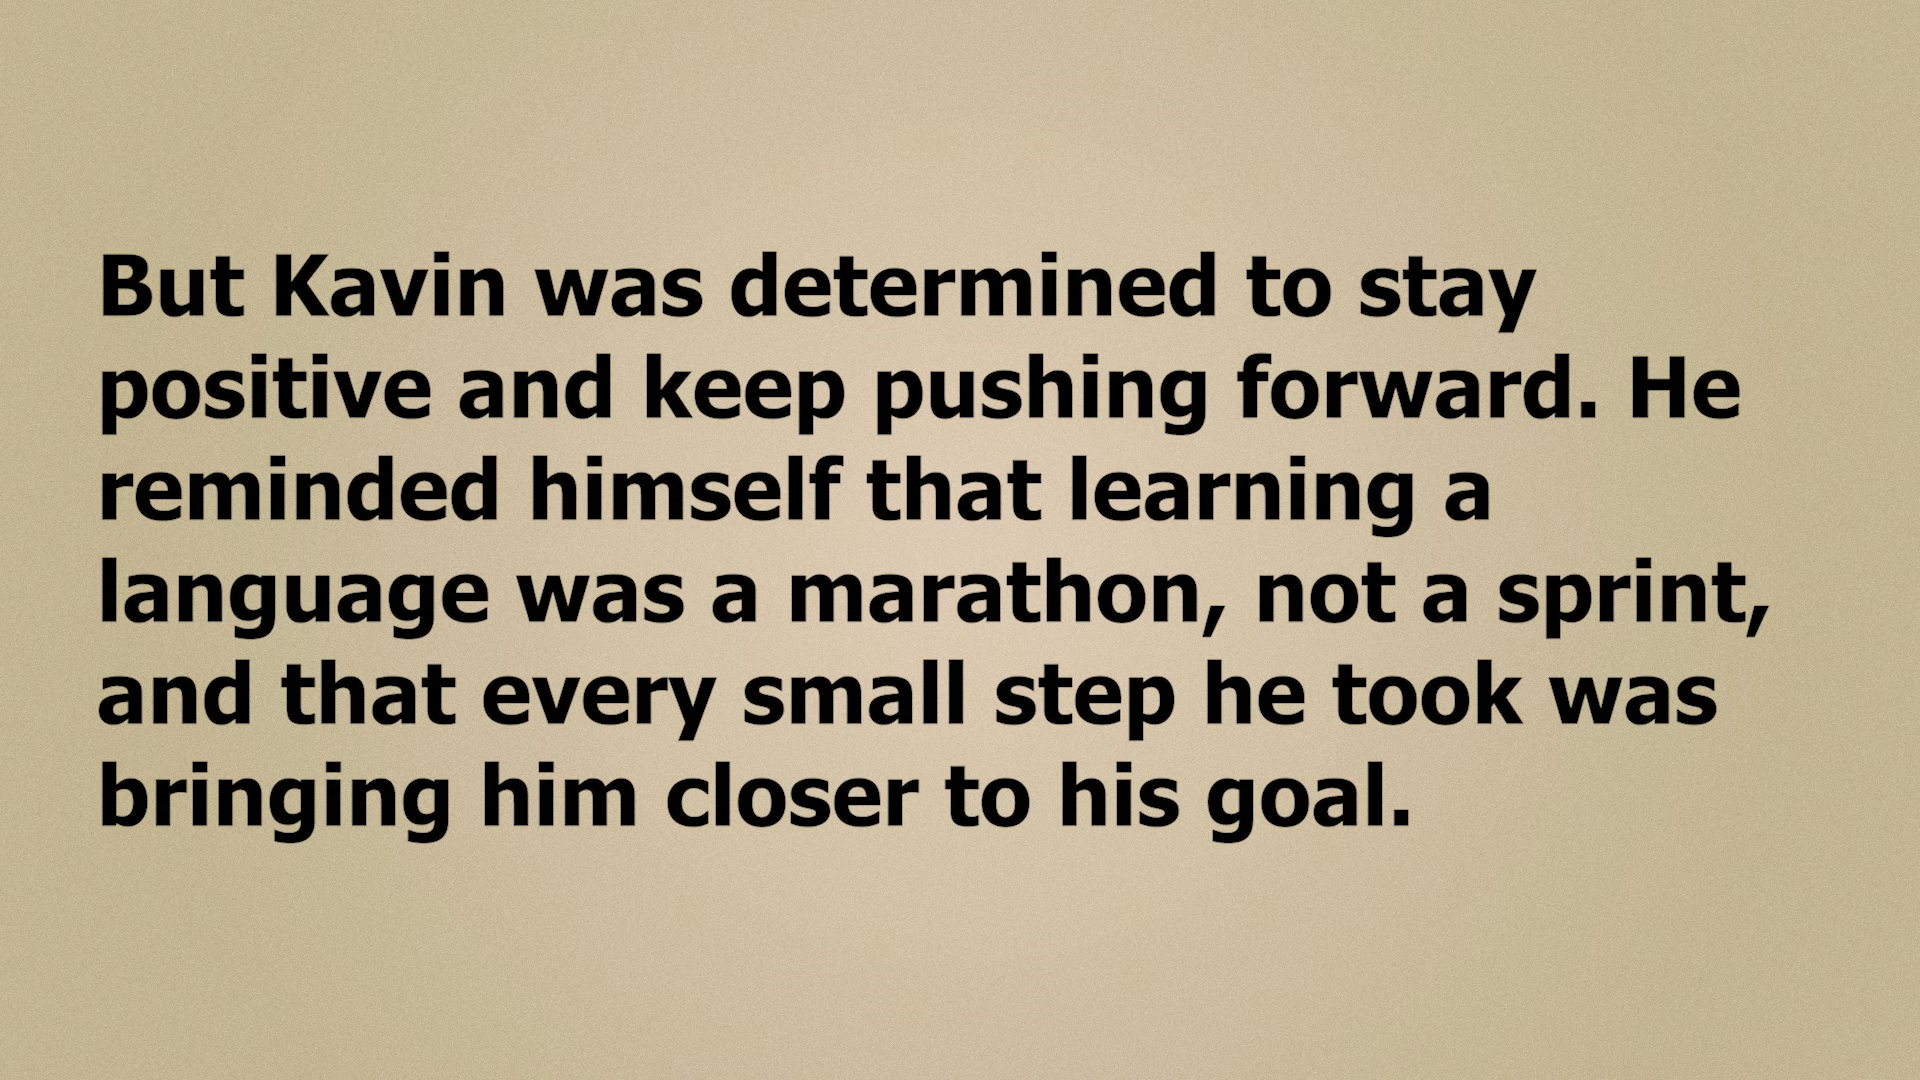 But Kavin was determined to stay
positive and keep pushing forward. He
reminded himself that learning a
language was a marathon, not a sprint,
and that every small step he took was
bringing him closer to his goal.